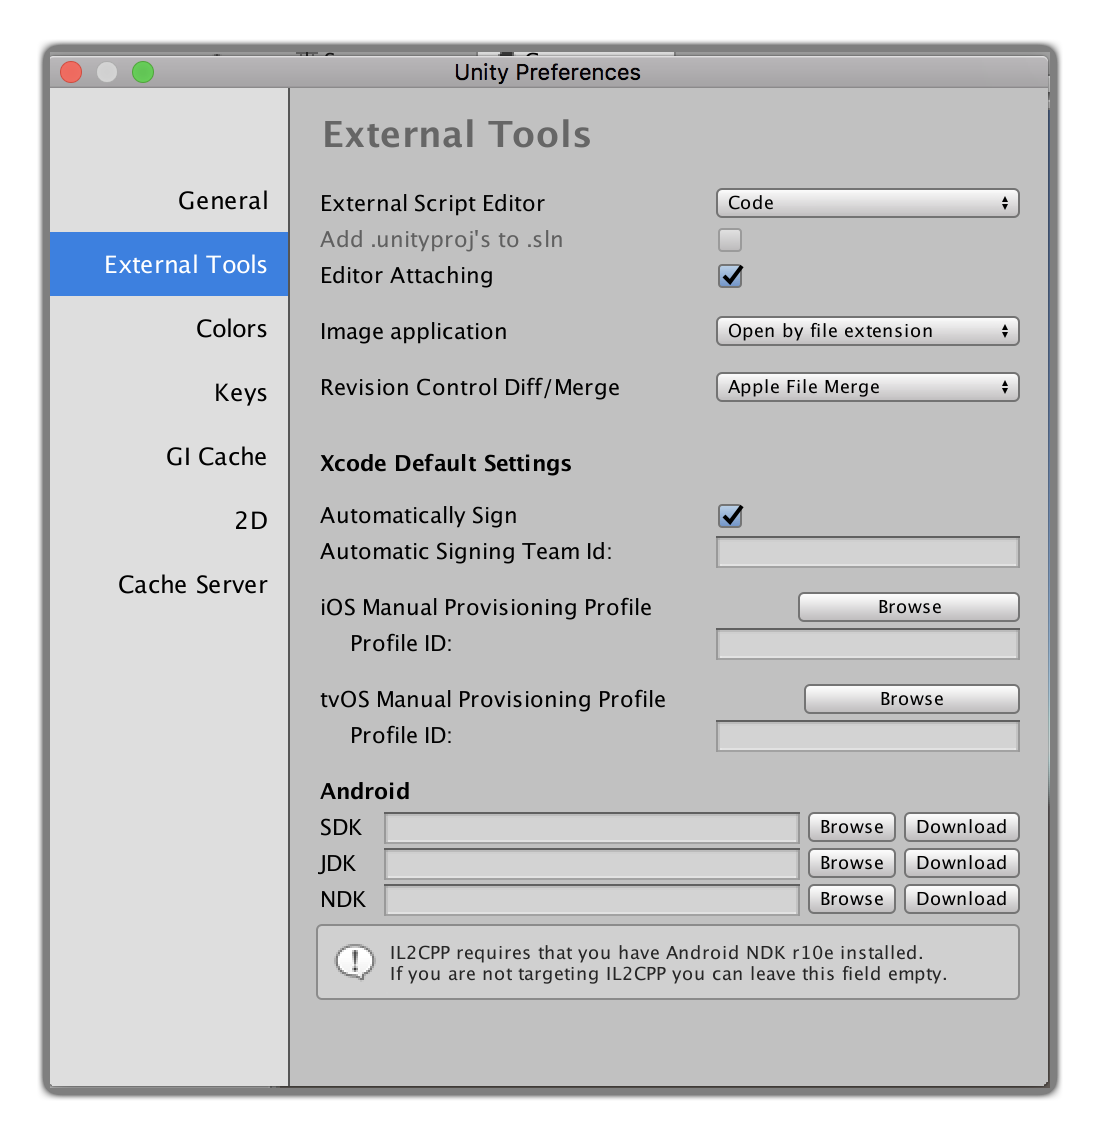 Unity Preferences
General
External Tools
Colors
Keys
GI Cache
2D
Cache Server
External Tools
External Script Editor Code
Add .unityproj's to .sln
Editor Attaching
Image application Open by file extension
Revision Control Diff/Merge Apple File Merge
Xcode Default Settings
Automatically Sign
Automatic Signing Team Id:
iOS Manual Provisioning Profile Browse
Profile ID:
tvOS Manual Provisioning Profile Browse
Profile ID:
Android
SDK Browse Download
JDK Browse Download
NDK Browse Download
IL2CPP requires that you have Android NDK r10e installed.
If you are not targeting IL2CPP you can leave this field empty.